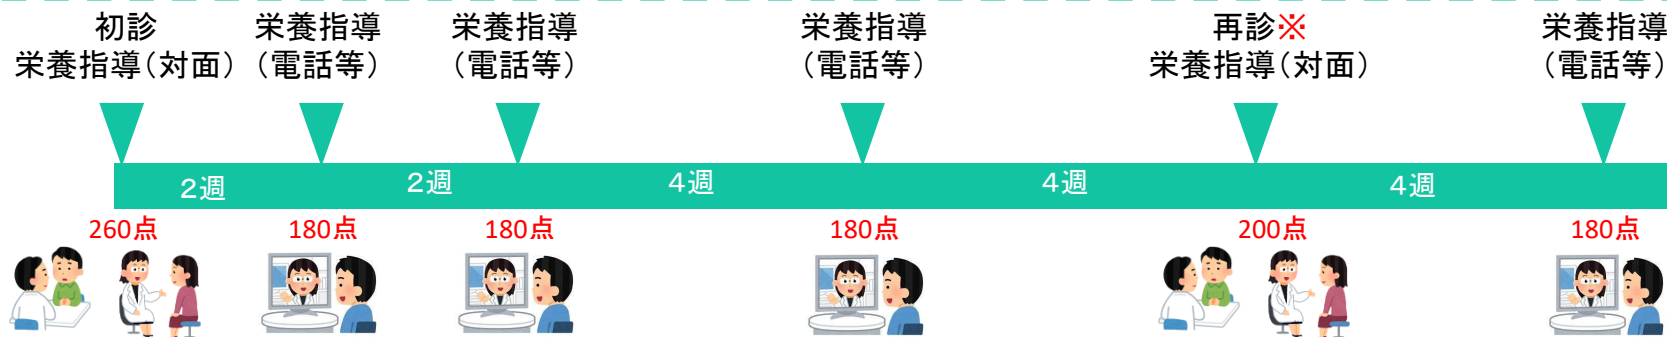 初診
栄養指導(対面)
栄養指導
(電話等)
栄養指導
(電話等)
栄養指導
(電話等)
再診※
栄養指導(対面)
栄養指導
(電話等)
2週
2週
4週
4週
4週
260点
180点
180点
180点
200点
180点